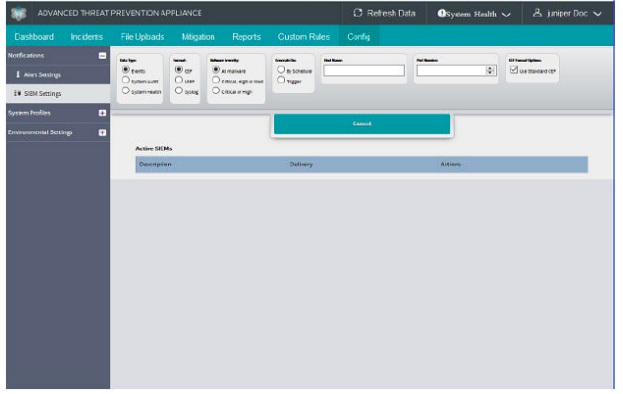 ADVANCED THREAT PREVENTION APPLIANCE
Refresh Data
System Health
juniper Doc
Dashboard Incidents File Uploads Mitigation Reports Custom Rules Config
Notifications
Alert Settings
SIEM Settings
System Profiles
Environmental Settings
Data Type:
Events
System Audit
System Health
Format:
CEF
LEEF
Syslog
Malware Severity:
All malware
Critical, High or Med
Critical or High
Generate On:
By Schedule
Trigger
Host Name:
Port Number:
CEF Format Options:
Use Standard CEF
Cancel
Active SIEMs
Description Delivery Actions